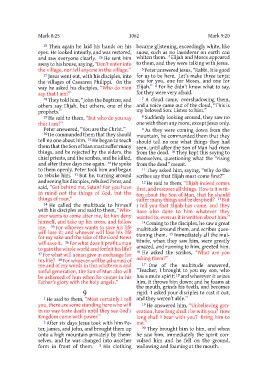 Mark 8:25
1062
Mark 9:20
25 Then again he laid his hands on his
eyes. He looked intently, and was restored,
and saw everyone clearly. 26 He sent him
away to his house, saying, "Don't enter into
the village, nor tell anyone in the village."
27 Jesus went out, with his disciples, into
the villages of Caesarea Philippi. On the
way he asked his disciples, "Who do men
say that I am?"
28 They told him, "John the Baptizer, and
others say Elijah, but others, one of the
prophets."
29 He said to them, "But who do you say
that I am?"
Peter answered, "You are the Christ."
30 He commanded them that they should
tell no one about him. 31 He began to teach
them that the Son of Man must suffer many
things, and be rejected by the elders, the
chief priests, and the scribes, and be killed,
and after three days rise again. 32 He spoke
to them openly. Peter took him and began
to rebuke him. 33 But he, turning around
and seeing his disciples, rebuked Peter, and
said, "Get behind me, Satan! For you have
in mind not the things of God, but the
things of men."
34 He called the multitude to himself
with his disciples and said to them, "Who-
ever wants to come after me, let him deny
himself, and take up his cross, and follow
me. 35 For whoever wants to save his life
will lose it; and whoever will lose his life
for my sake and the sake of the Good News
will save it. 36 For what does it profit a man
to gain the whole world and forfeit his life?
37 For what will a man give in exchange for
his life? 38 For whoever will be ashamed of
me and of my words in this adulterous and
sinful generation, the Son of Man also will
be ashamed of him when he comes in his
Father's glory with the holy angels."
9
1 He said to them, "Most certainly I tell
you, there are some standing here who will
in no way taste death until they see God's
Kingdom come with power."
2 After six days Jesus took with him Pe-
ter, James, and John, and brought them up
onto a high mountain privately by them-
selves, and he was changed into another
form in front of them. 3 His clothing
became glistening, exceedingly white, like
snow, such as no launderer on earth can
whiten them. 4 Elijah and Moses appeared
to them, and they were talking with Jesus.
5 Peter answered Jesus, "Rabbi, it is good
for us to be here. Let's make three tents:
one for you, one for Moses, and one for
Elijah." 6 For he didn't know what to say,
for they were very afraid.
7 A cloud came, overshadowing them,
and a voice came out of the cloud, "This is
my beloved Son. Listen to him."
8 Suddenly looking around, they saw no
one with them any more, except Jesus only.
9 As they were coming down from the
mountain, he commanded them that they
should tell no one what things they had
seen, until after the Son of Man had risen
from the dead. 10 They kept this saying to
themselves, questioning what the "rising
from the dead" meant.
11 They asked him, saying, "Why do the
scribes say that Elijah must come first?"
12 He said to them, "Elijah indeed comes
first, and restores all things. How is it writ-
ten about the Son of Man, that he should
suffer many things and be despised? 13 But
I tell you that Elijah has come, and they
have also done to him whatever they
wanted to, even as it is written about him."
14 Coming to the disciples, he saw a great
multitude around them, and scribes ques-
tioning them. 15 Immediately all the mul-
titude, when they saw him, were greatly
amazed, and running to him, greeted him.
16 He asked the scribes, "What are you
asking them?"
17 One of the multitude answered,
"Teacher, I brought to you my son, who
has a mute spirit; 18 and wherever it seizes
him, it throws him down; and he foams at
the mouth, grinds his teeth, and becomes
rigid. I asked your disciples to cast it out,
and they weren't able."
19 He answered him, "Unbelieving gen-
eration, how long shall I be with you? How
long shall I bear with you? Bring him to
me."
20 They brought him to him, and when
he saw him, immediately the spirit con-
vulsed him and he fell on the ground,
wallowing and foaming at the mouth.